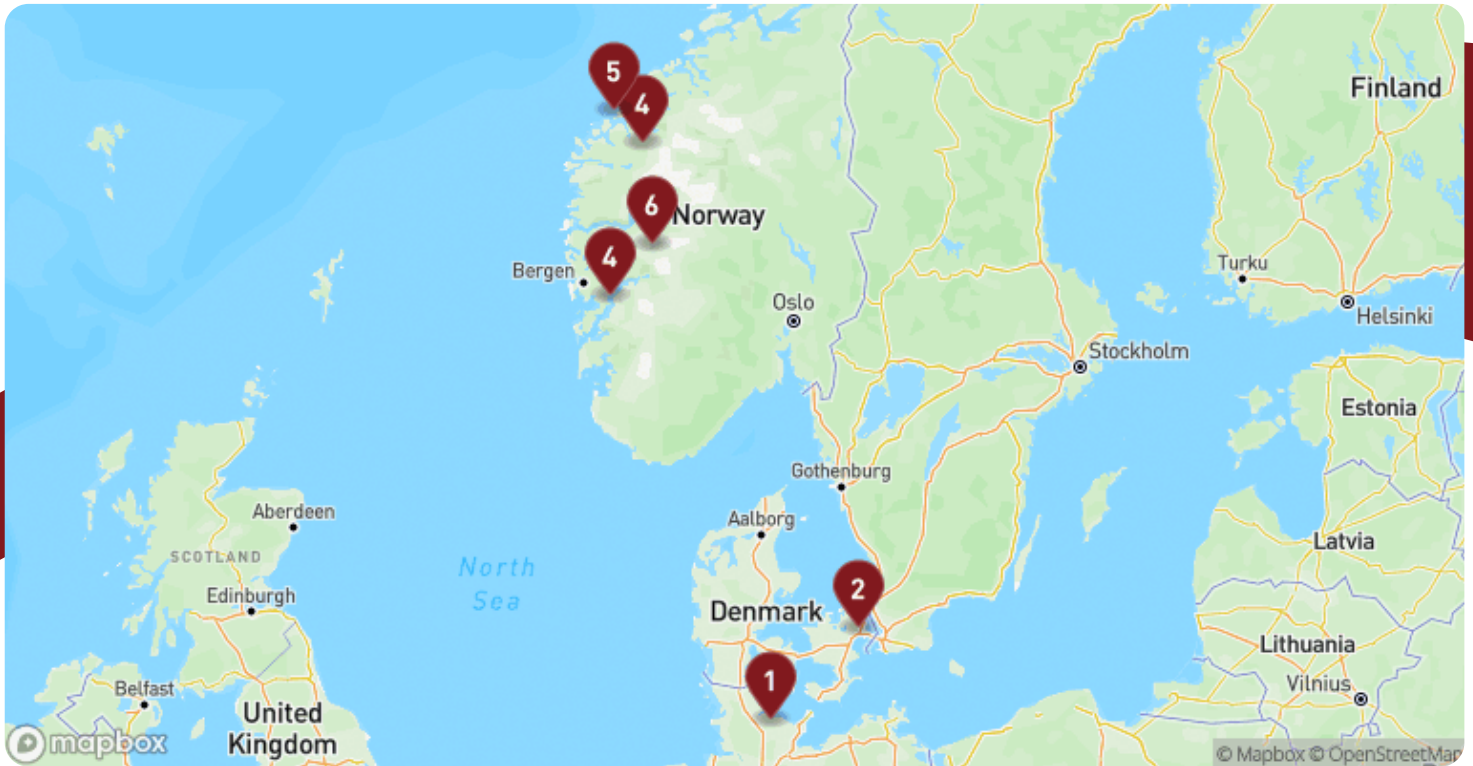 5
4
Finland
6
Norway
4
Bergen
Turku
Oslo
Helsinki
Stockholm
Estonia
Gothenburg
Aberdeen
Aalborg
SCOTLAND
Latvia
North
Sea
Edinburgh
2
Denmark
Lithuania
1
Vilnius
Belfast
United
Kingdom
mapbox
© Mapbox © OpenStreetMap